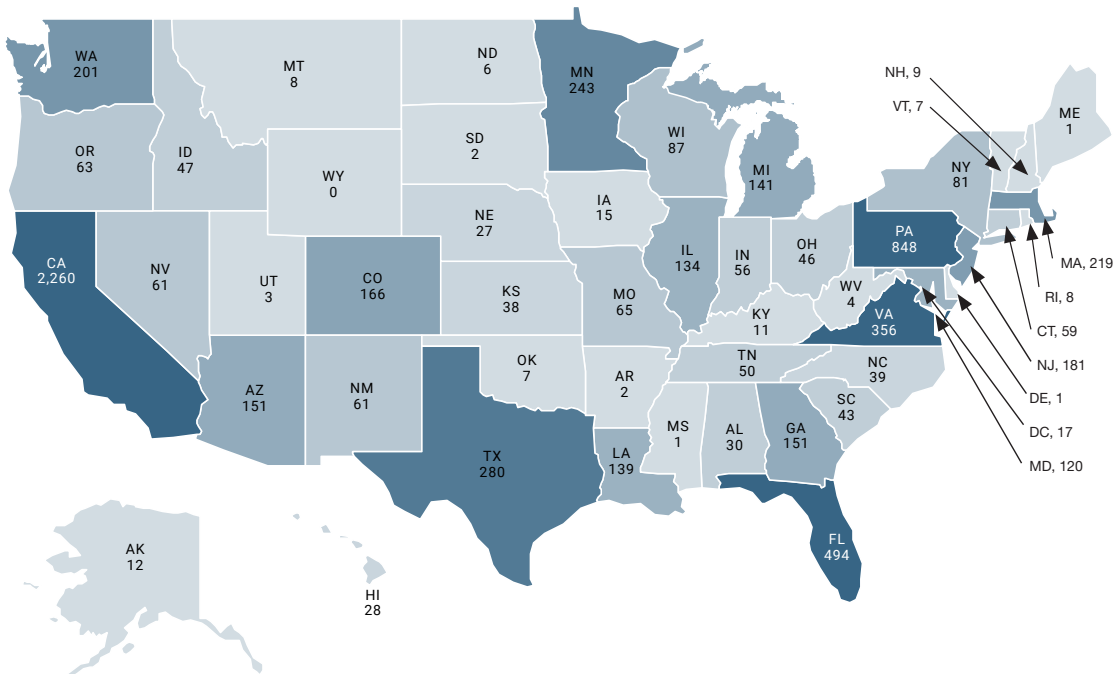 WA
201
MT
8
ND
6
MN
243
NH, 9
VT, 7
ME
1
OR
63
ID
47
SD
2
WI
87
MI
141
NY
81
WY
0
IA
15
NE
27
CA
2,260
NV
61
UT
3
CO
166
KS
38
MO
65
IL
134
IN
56
OH
46
PA
848
WV
4
VA
356
KY
11
MA, 219
RI, 8
CT, 59
NJ, 181
DE, 1
DC, 17
MD, 120
AZ
151
NM
61
OK
7
AR
2
TN
50
NC
39
SC
43
TX
280
LA
139
MS
1
AL
30
GA
151
FL
494
AK
12
HI
28